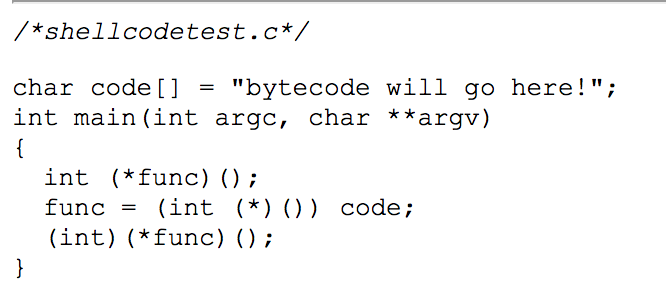 /*shellcodetest.c*/
char code[] = "bytecode will go here!";
int main(int argc, char **argv)
{
  int (*func)();
  func = (int (*)()) code;
  (int)(*func)();
}